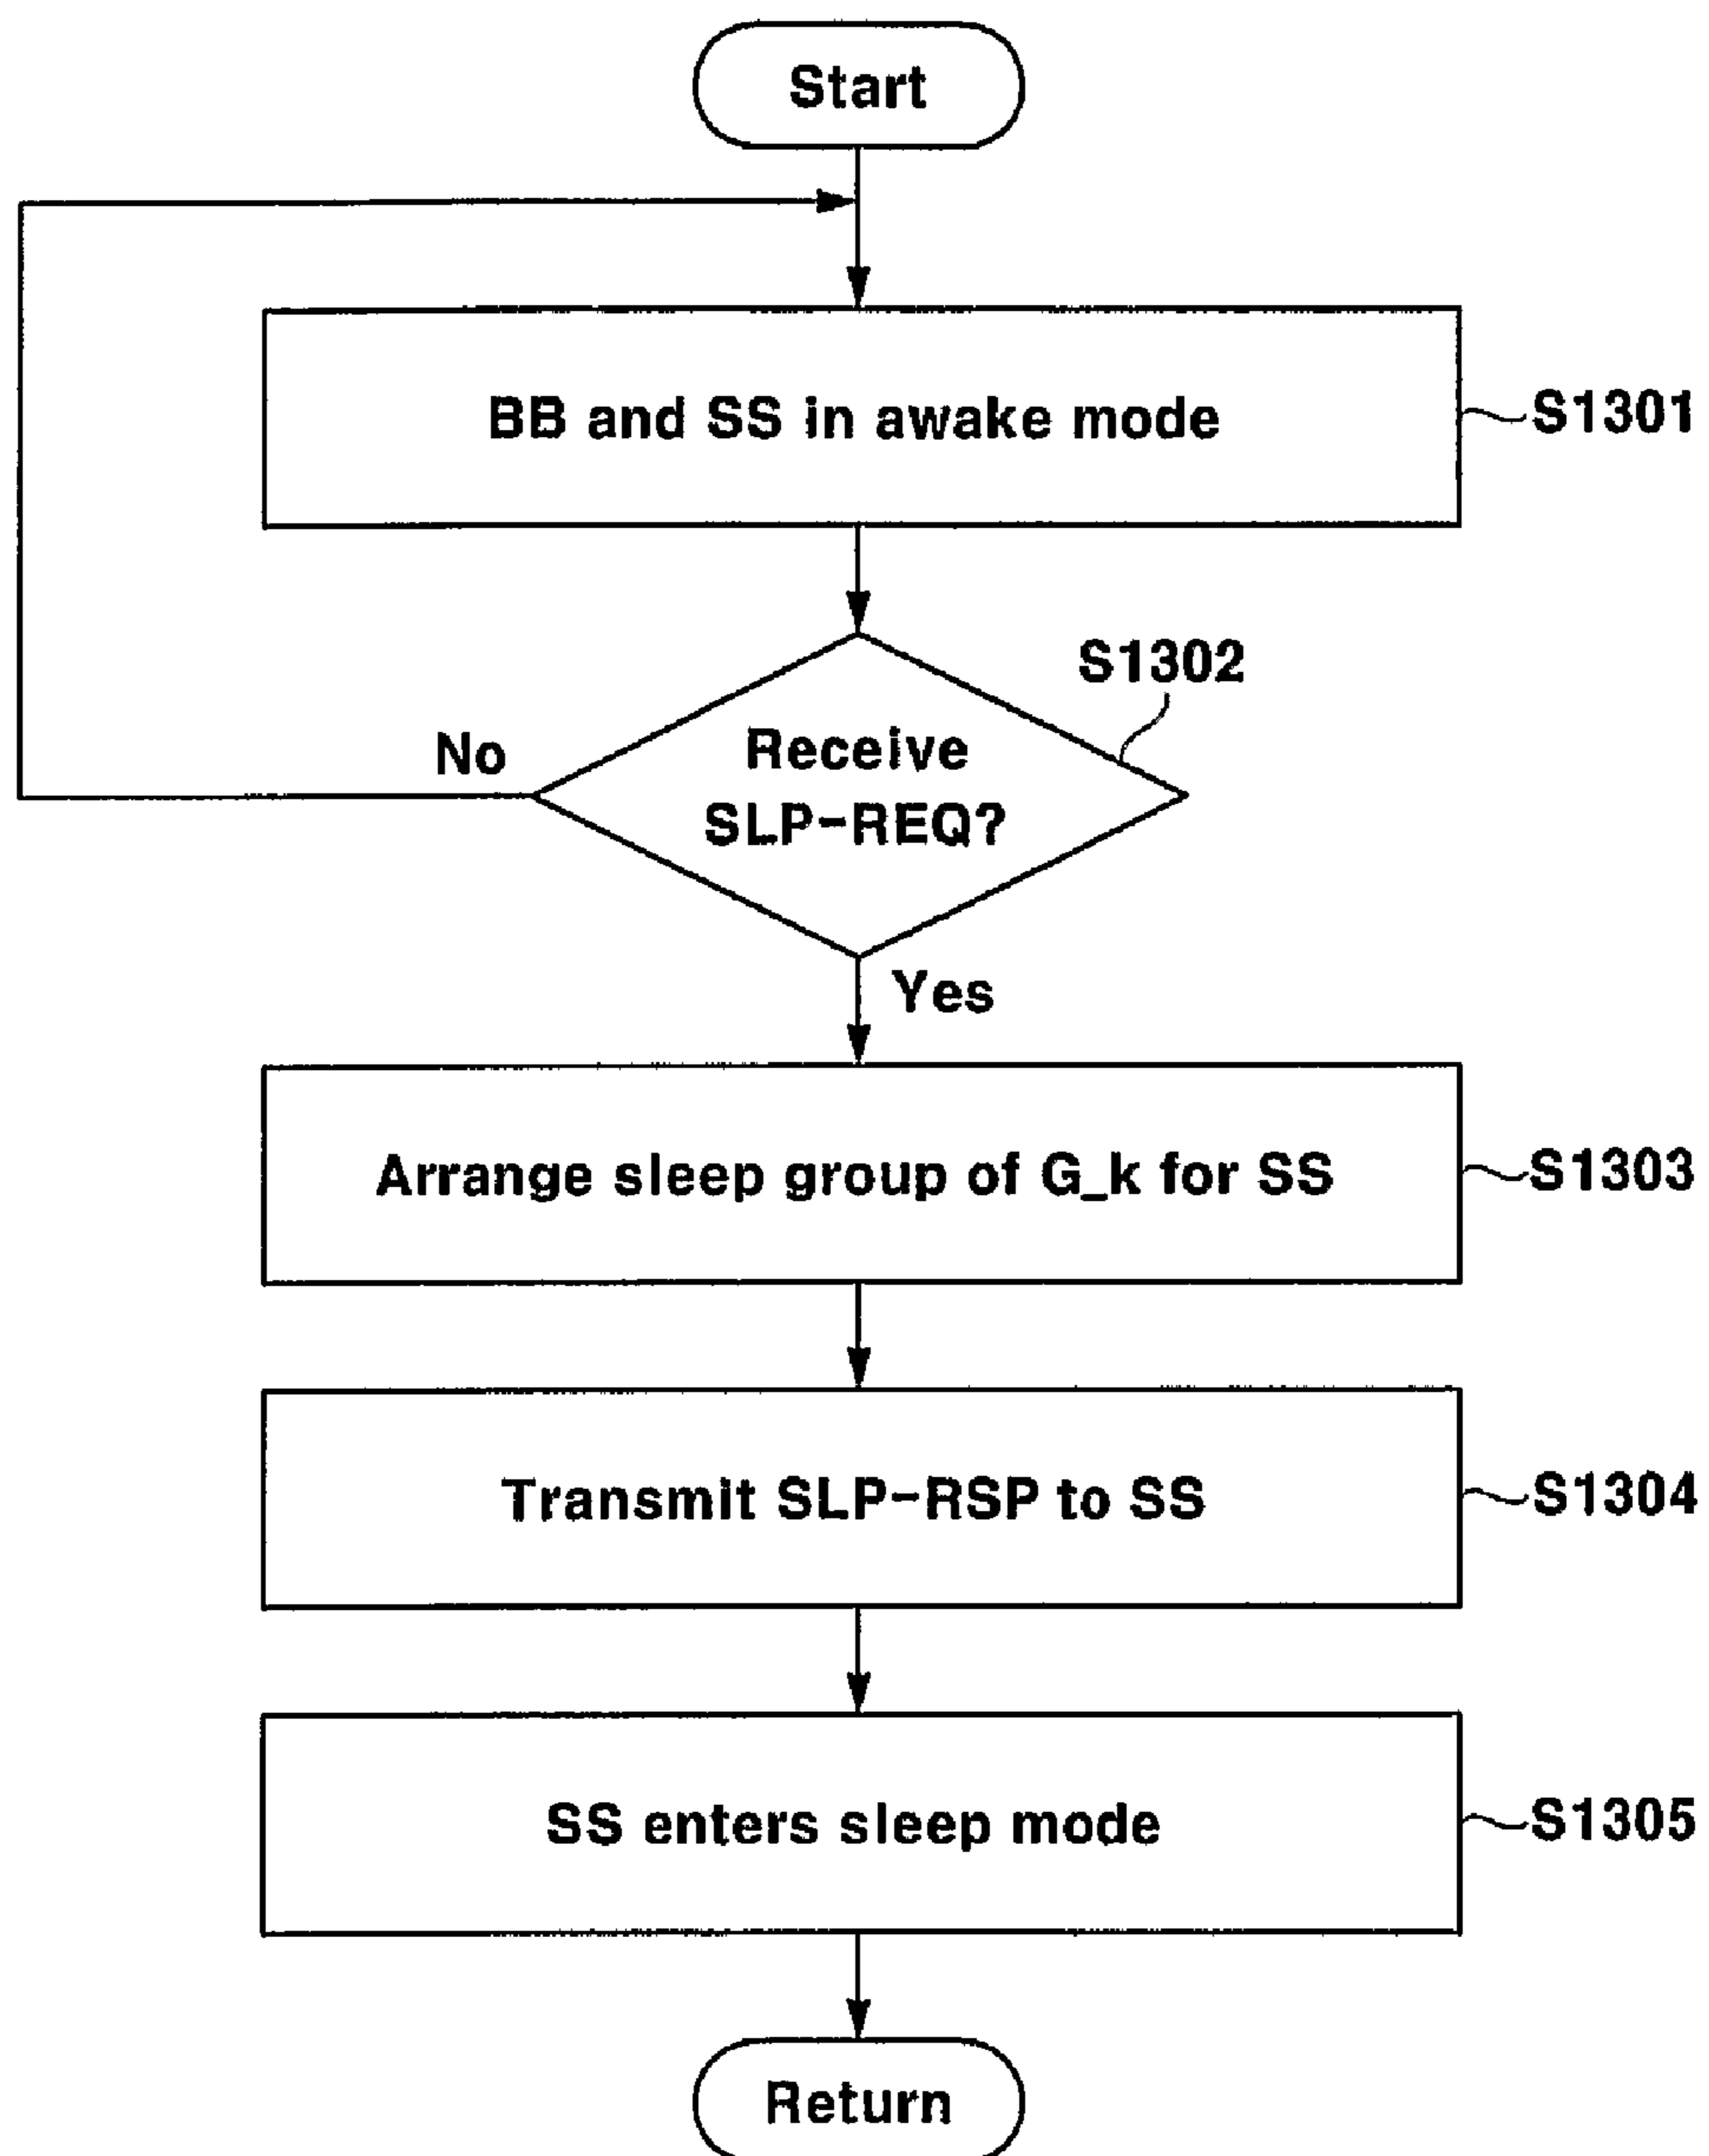 Start
BB and SS in awake mode
S1301
S1302
Receive
SLP-REQ?
No
Yes
Arrange sleep group of G_k for SS
S1303
Transmit SLP-RSP to SS
S1304
SS enters sleep mode
S1305
Return